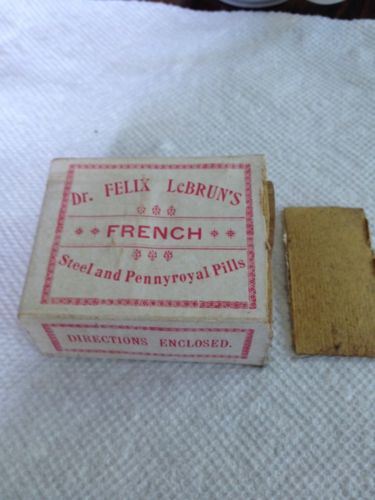 Dr. FELIX LeBRUN'S
FRENCH
Steel and Pennyroyal Pills
DIRECTIONS ENCLOSED.